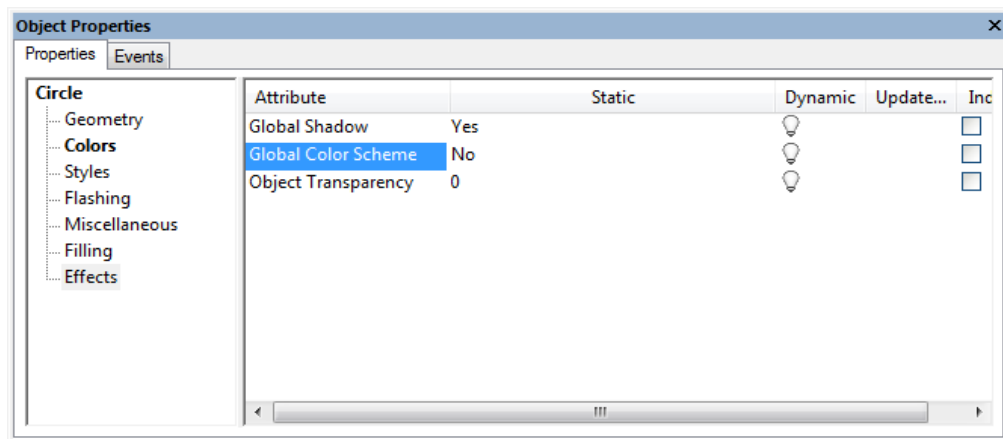 Object Properties
Properties Events
Circle
Geometry
Colors
Styles
Flashing
Miscellaneous
Filling
Effects
Attribute Static Dynamic Update... Ind
Global Shadow Yes
Global Color Scheme No
Object Transparency 0